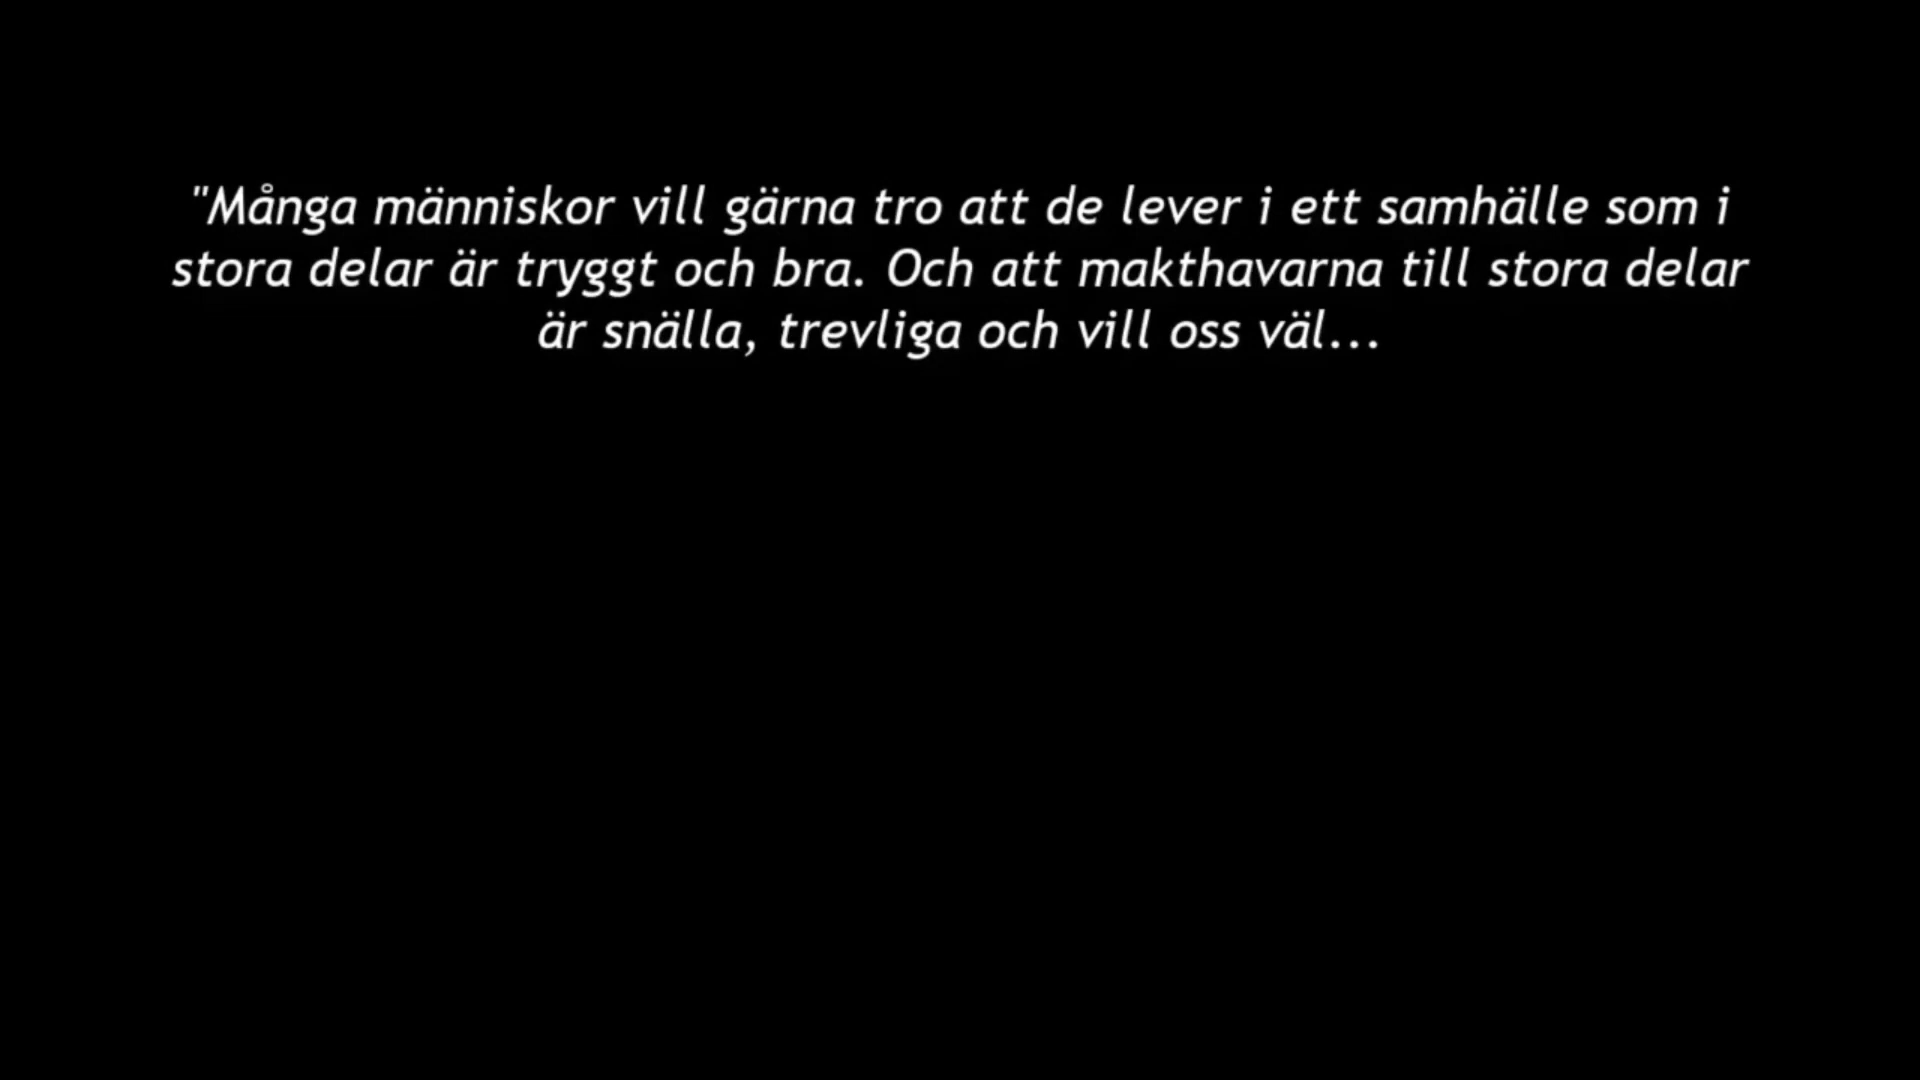 "Många människor vill gärna tro att de lever i ett samhälle som i
stora delar är tryggt och bra. Och att makthavarna till stora delar
är snälla, trevliga och vill oss väl...